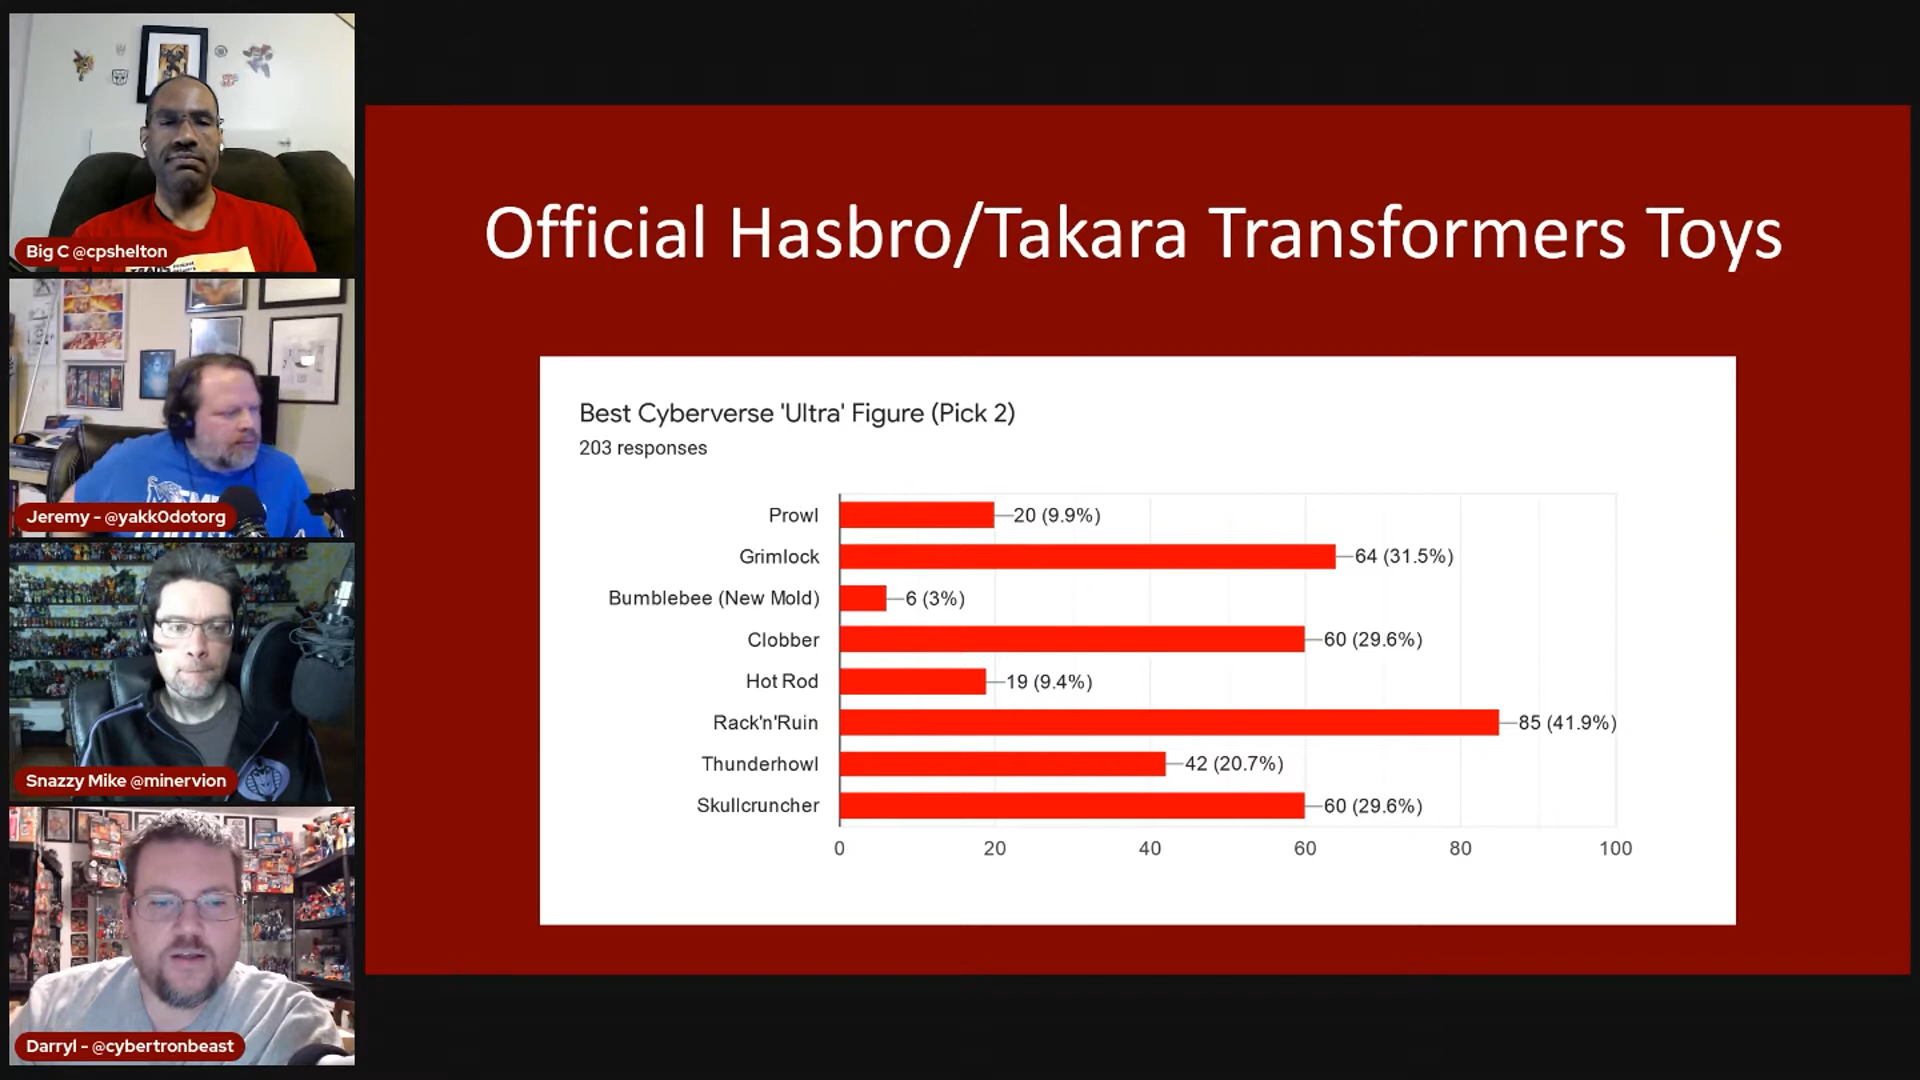 Big C @cpshelton
Jeremy - @yakk0dotorg
Snazzy Mike @minervion
Darryl - @cybertronbeast
Official Hasbro/Takara Transformers Toys
Best Cyberverse 'Ultra' Figure (Pick 2)
203 responses
Prowl 20 (9.9%)
Grimlock 64 (31.5%)
Bumblebee (New Mold) 6 (3%)
Clobber 60 (29.6%)
Hot Rod 19 (9.4%)
Rack'n'Ruin 85 (41.9%)
Thunderhowl 42 (20.7%)
Skullcruncher 60 (29.6%)
0 20 40 60 80 100